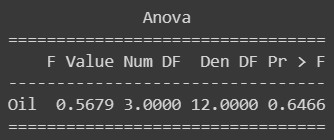 Anova
==================================
F Value Num DF  Den DF Pr > F
----------------------------------
Oil  0.5679 3.0000 12.0000 0.6466
==================================